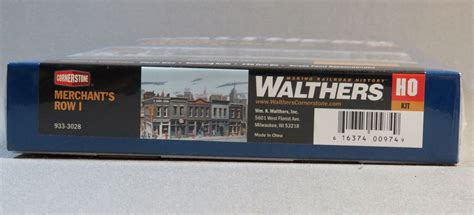 CORNERSTONE
MERCHANT'S
ROW I
933-3028
MAKING RAILROAD HISTORY
WALTHERS
www.WalthersCornerstone.com
Wm. K. Walthers, Inc.
5601 West Florist Ave.
Milwaukee, WI 53218
Made in China
HO
KIT
6 16374 00974 9